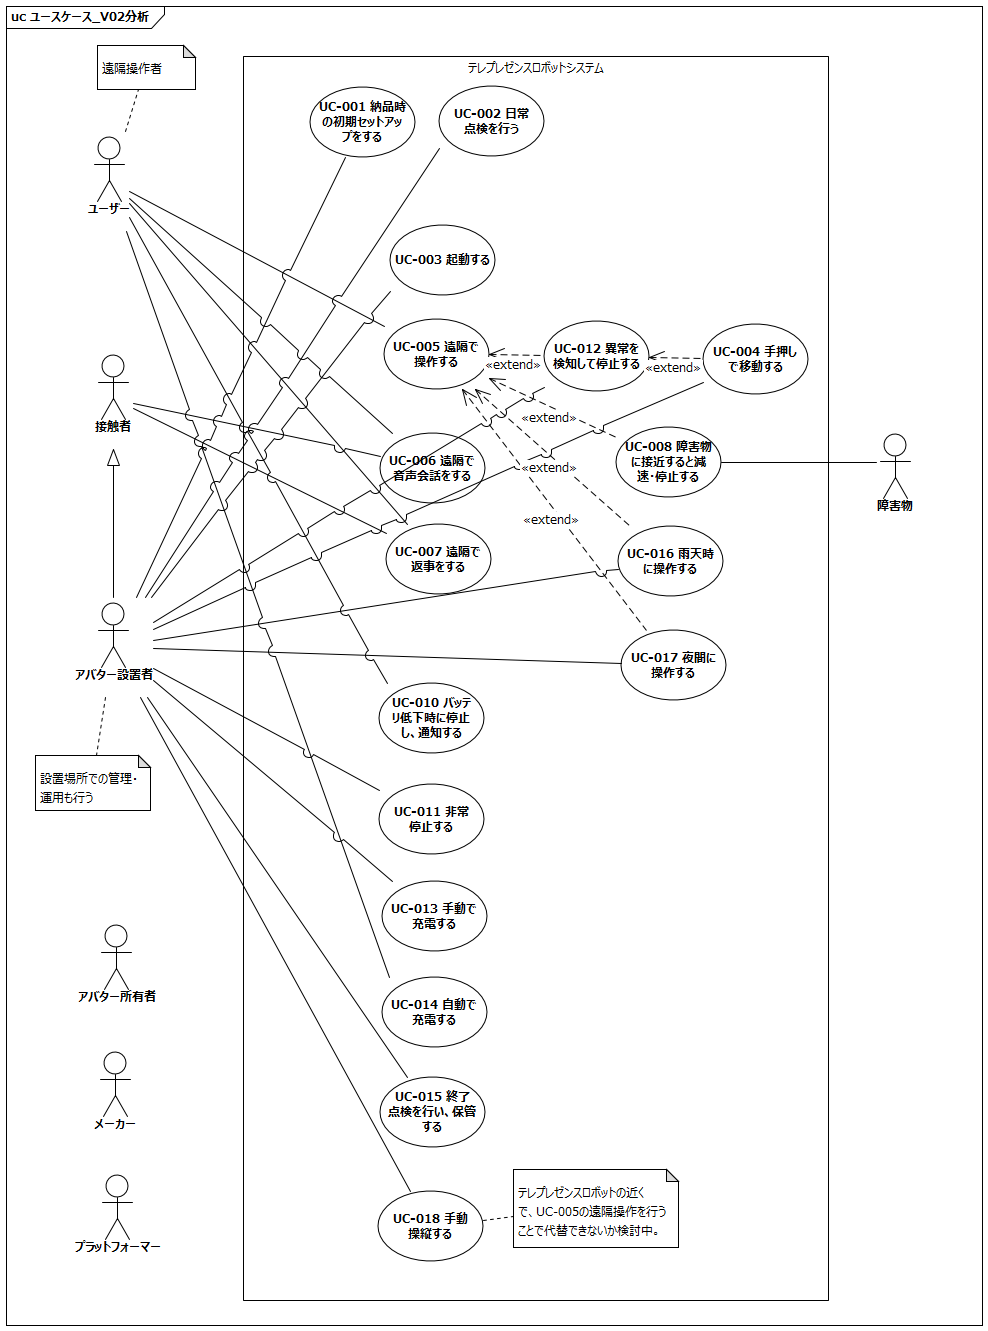 uc ユースケース_V02分析
遠隔操作者
テレプレゼンスロボットシステム
UC-001 納品時
の初期セットアッ
プをする
UC-002 日常
点検を行う
ユーザー
UC-003 起動する
UC-005 遠隔で
操作する
«extend»
UC-012 異常を
検知して停止する
«extend»
UC-004 手押し
で移動する
接触者
«extend»
UC-006 遠隔で
音声会話をする
«extend»
UC-008 障害物
に接近すると減
速・停止する
障害物
«extend»
UC-007 遠隔で
返事をする
UC-016 雨天時
に操作する
アバター設置者
UC-017 夜間に
操作する
UC-010 バッテ
リ低下時に停止
し、通知する
設置場所での管理・
運用も行う
UC-011 非常
停止する
UC-013 手動で
充電する
アバター所有者
UC-014 自動で
充電する
メーカー
UC-015 終了
点検を行い、保管
する
プラットフォーマー
UC-018 手動
操縦する
テレプレゼンスロボットの近く
で、UC-005の遠隔操作を行う
ことで代替できないか検討中。